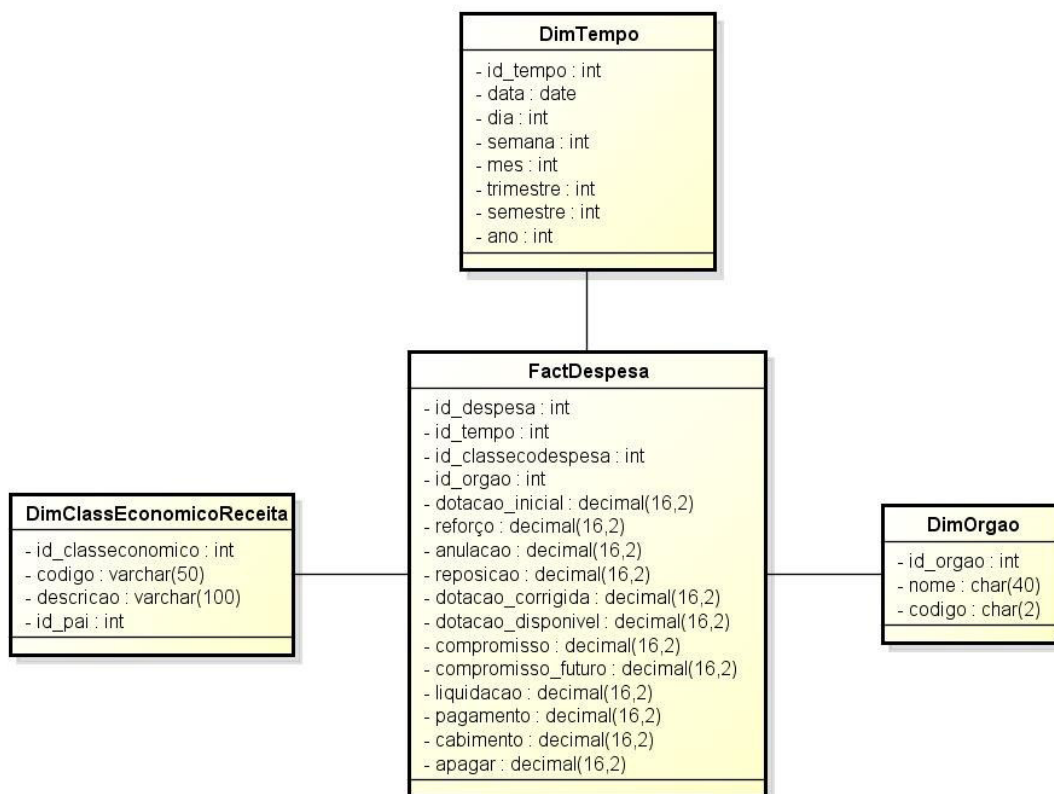 DimTempo
- id_tempo : int
- data : date
- dia : int
- semana : int
- mes : int
- trimestre : int
- semestre : int
- ano : int
FactDespesa
- id_despesa : int
- id_tempo : int
- id_classecodespesa : int
- id_orgao : int
- dotacao_inicial : decimal(16,2)
- reforço : decimal(16,2)
- anulacao : decimal(16,2)
- reposicao : decimal(16,2)
- dotacao_corrigida : decimal(16,2)
- dotacao_disponivel : decimal(16,2)
- compromisso : decimal(16,2)
- compromisso_futuro : decimal(16,2)
- liquidacao : decimal(16,2)
- pagamento : decimal(16,2)
- cabimento : decimal(16,2)
- apagar : decimal(16,2)
DimClassEconomicoReceita
- id_classeconomico : int
- codigo : varchar(50)
- descricao : varchar(100)
- id_pai : int
DimOrgao
- id_orgao : int
- nome : char(40)
- codigo : char(2)